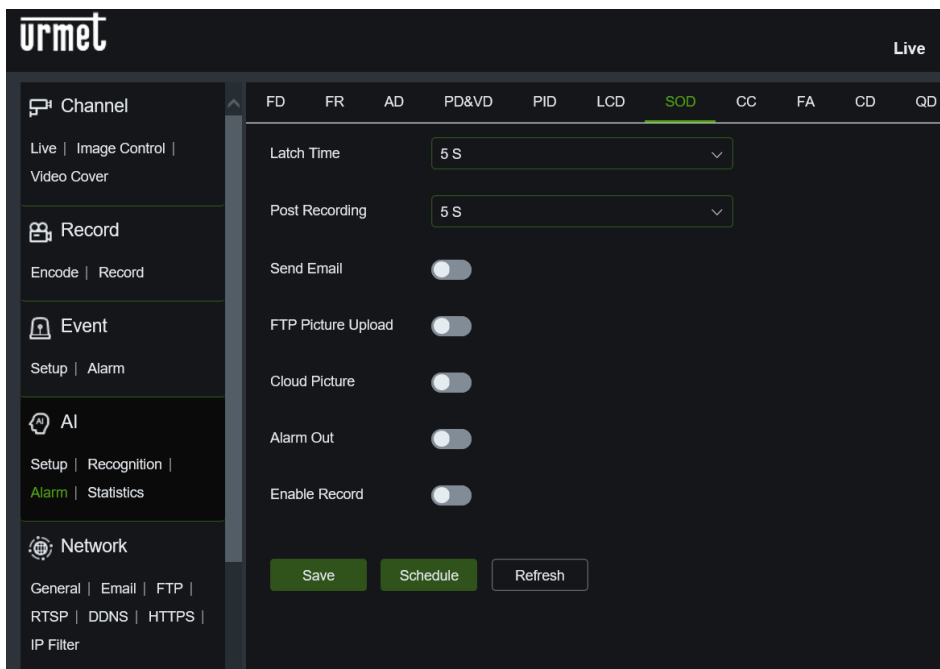 urmet
Live
Channel
Live | Image Control |
Video Cover
Record
Encode | Record
Event
Setup | Alarm
AI
AI
Setup | Recognition |
Alarm | Statistics
Network
General | Email | FTP |
RTSP | DDNS | HTTPS |
IP Filter
FD FR AD PD&VD PID LCD SOD CC FA CD QD
Latch Time 5 S
Post Recording 5 S
Send Email
FTP Picture Upload
Cloud Picture
Alarm Out
Enable Record
Save Schedule Refresh